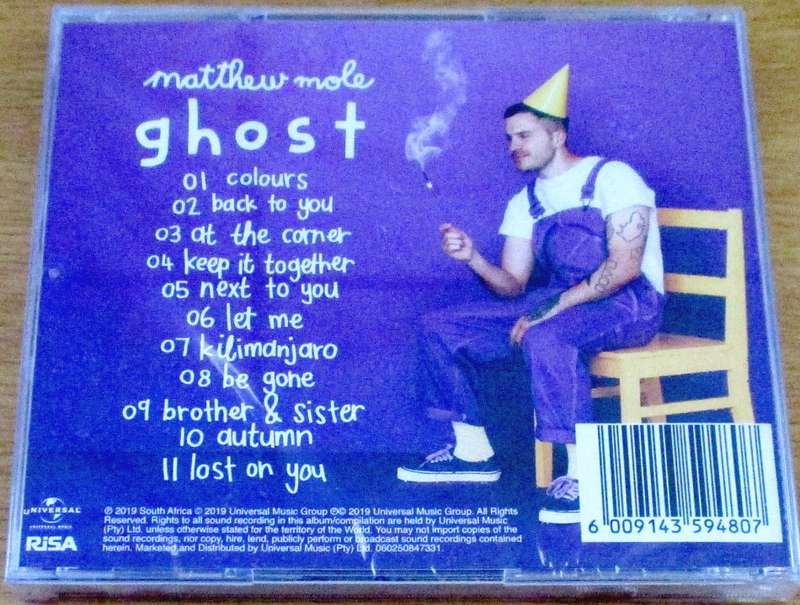 matthew mole
ghost
01 colours
02 back to you
03 at the corner
04 keep it together
05 next to you
06 let me
07 kilimanjaro
08 be gone
09 brother & sister
10 autumn
11 lost on you
UNIVERSAL
UNIVERSAL MUSIC
RiSA
℗ 2019 South Africa © 2019 Universal Music Group ℗© 2019 Universal Music Group. All Rights
Reserved. Rights to all sound recording in this album/compilation are held by Universal Music
(Pty) Ltd. unless otherwise stated for the territory of the World. You may not import copies of the
sound recordings, nor copy, hire, lend, publicly perform or broadcast sound recordings contained
herein. Marketed and Distributed by Universal Music (Pty) Ltd. 060250847331.
6 009143 594807